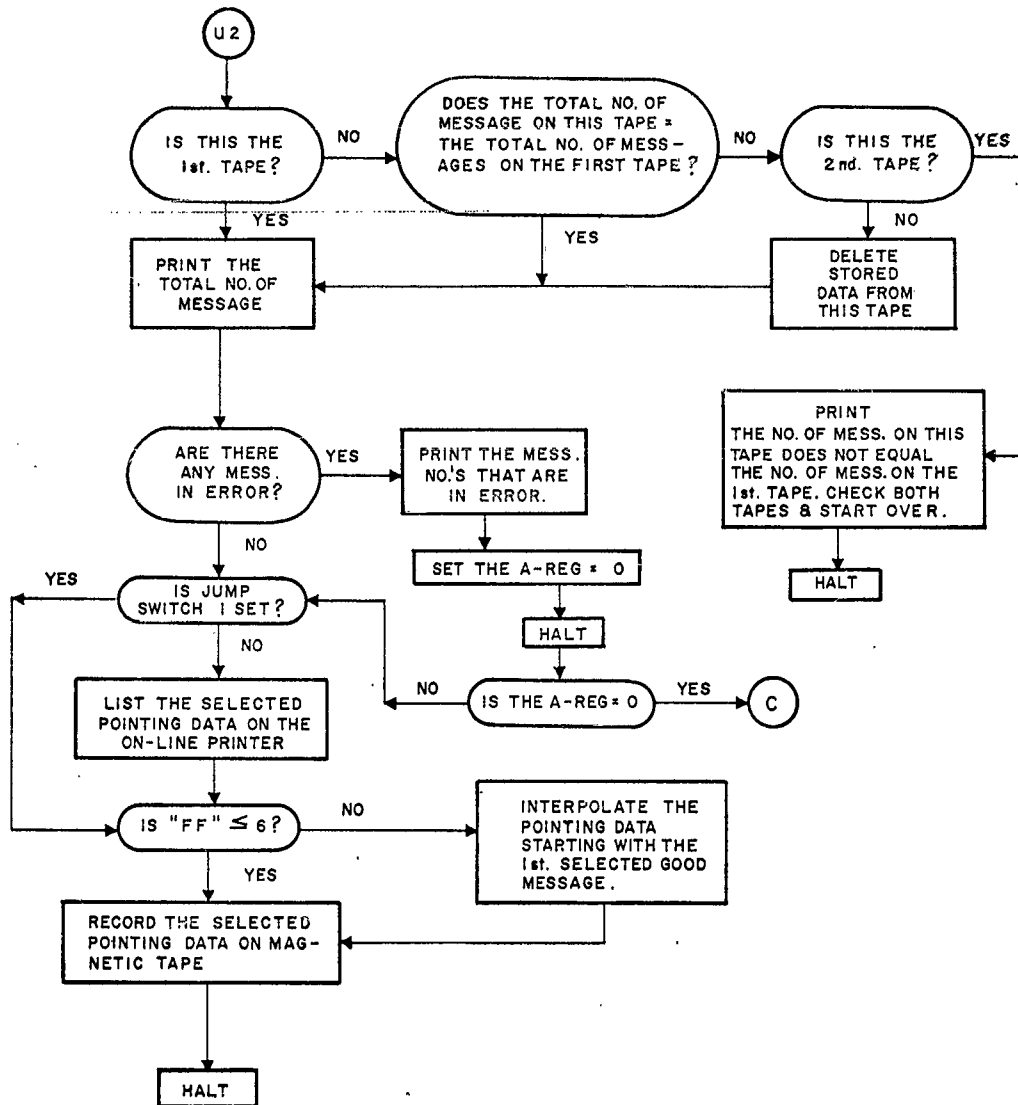 U2
IS THIS THE
1st. TAPE?
NO
DOES THE TOTAL NO. OF
MESSAGE ON THIS TAPE =
THE TOTAL NO. OF MESS-
AGES ON THE FIRST TAPE?
NO
IS THIS THE
2nd. TAPE?
YES
YES
YES
NO
PRINT THE
TOTAL NO. OF
MESSAGE
DELETE
STORED
DATA FROM
THIS TAPE
PRINT
THE NO. OF MESS. ON THIS
TAPE DOES NOT EQUAL
THE NO. OF MESS. ON THE
1st. TAPE. CHECK BOTH
TAPES & START OVER.
HALT
ARE THERE
ANY MESS.
IN ERROR?
YES
PRINT THE MESS.
NO.'S THAT ARE
IN ERROR.
NO
SET THE A-REG = 0
HALT
YES
IS JUMP
SWITCH 1 SET?
NO
NO
IS THE A-REG = 0
YES
C
LIST THE SELECTED
POINTING DATA ON THE
ON-LINE PRINTER
IS "FF" ≤ 6?
NO
INTERPOLATE THE
POINTING DATA
STARTING WITH THE
1st. SELECTED GOOD
MESSAGE.
YES
RECORD THE SELECTED
POINTING DATA ON MAG-
NETIC TAPE
HALT